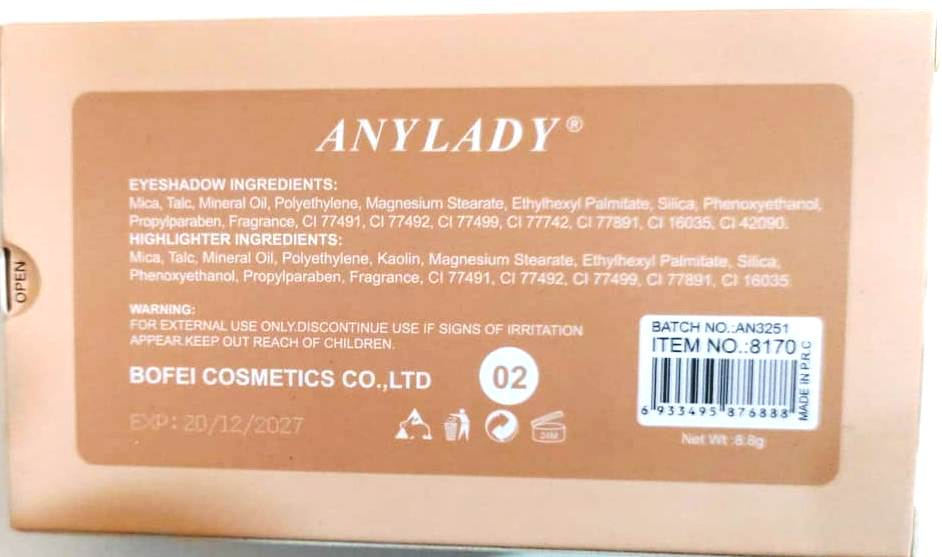 ANYLADY®
EYESHADOW INGREDIENTS:
Mica, Talc, Mineral Oil, Polyethylene, Magnesium Stearate, Ethylhexyl Palmitate, Silica, Phenoxyethanol,
Propylparaben, Fragrance, CI 77491, CI 77492, CI 77499, CI 77742, CI 77891, CI 16035, CI 42090.
HIGHLIGHTER INGREDIENTS:
Mica, Talc, Mineral Oil, Polyethylene, Kaolin, Magnesium Stearate, Ethylhexyl Palmitate, Silica,
Phenoxyethanol, Propylparaben, Fragrance, CI 77491, CI 77492, CI 77499, CI 77891, CI 16035
OPEN
WARNING:
FOR EXTERNAL USE ONLY.DISCONTINUE USE IF SIGNS OF IRRITATION
APPEAR.KEEP OUT REACH OF CHILDREN.
BOFEI COSMETICS CO.,LTD
02
EXP: 20/12/2027
24M
BATCH NO.:AN3251
ITEM NO.:8170
6 933495 876888
MADE IN P.R.C
Net Wt :8.8g